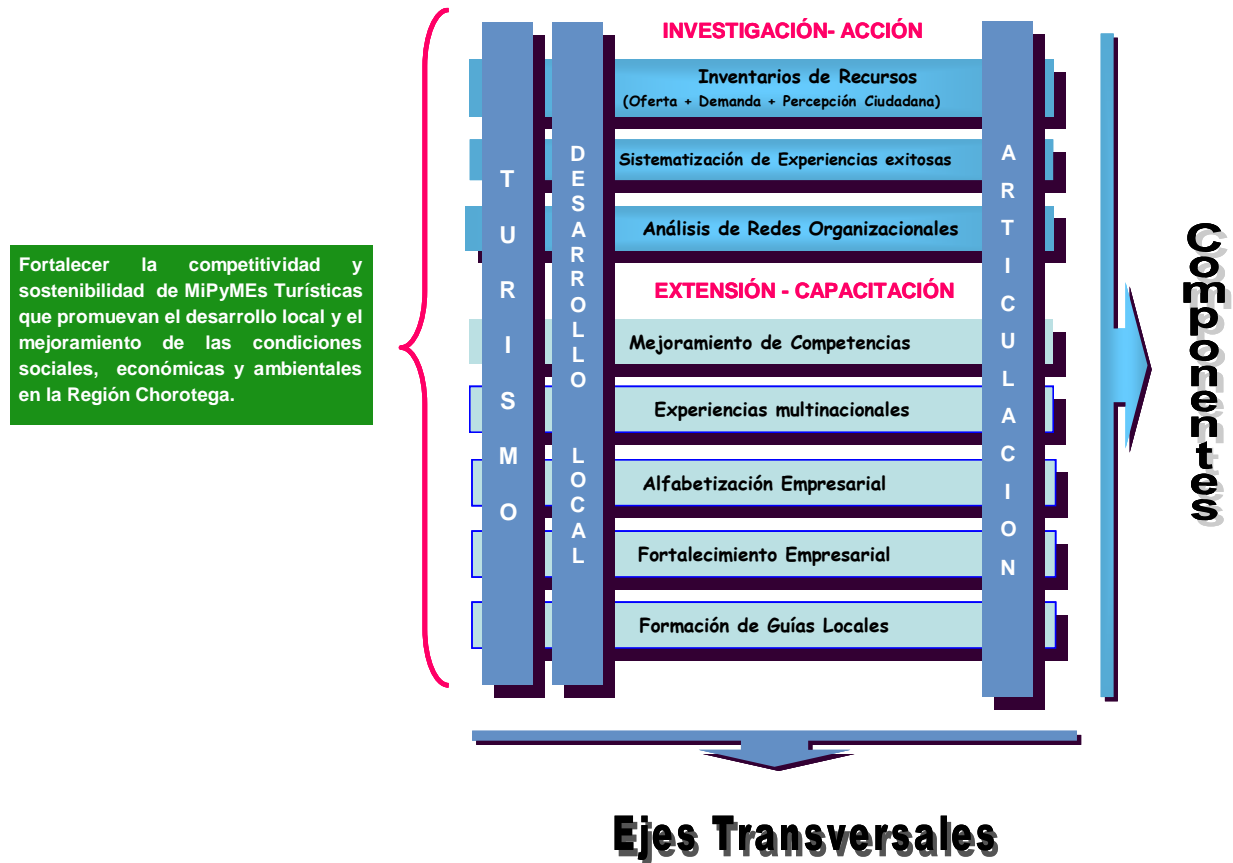 Fortalecer la competitividad y
sostenibilidad de MiPyMEs Turísticas
que promuevan el desarrollo local y el
mejoramiento de las condiciones
sociales, económicas y ambientales
en la Región Chorotega.
TURISMO
DESARROLLO LOCAL
INVESTIGACIÓN- ACCIÓN
Inventarios de Recursos
(Oferta + Demanda + Percepción Ciudadana)
Sistematización de Experiencias exitosas
Análisis de Redes Organizacionales
EXTENSIÓN - CAPACITACIÓN
Mejoramiento de Competencias
Experiencias multinacionales
Alfabetización Empresarial
Fortalecimiento Empresarial
Formación de Guías Locales
ARTICULACION
Componentes
Ejes Transversales